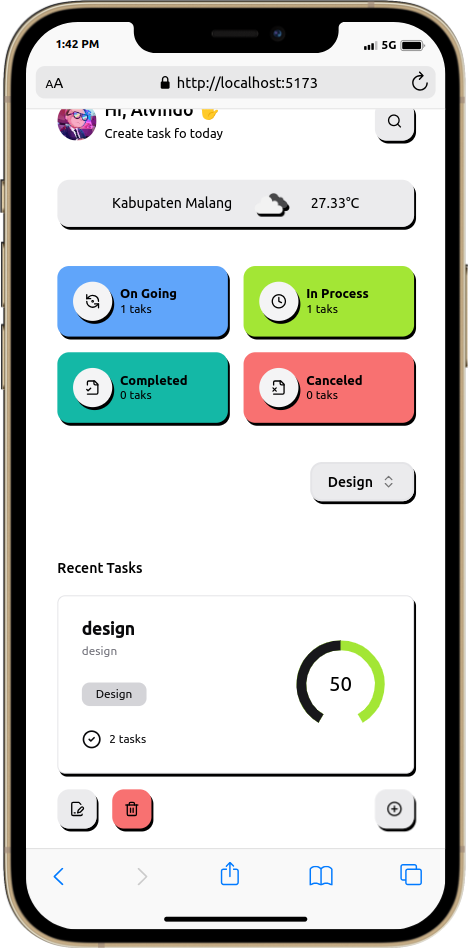 1:42 PM
5G
AA
http://localhost:5173
Hi, Alvindo 👋
Create task fo today
Kabupaten Malang
27.33°C
On Going
1 taks
In Process
1 taks
Completed
0 taks
Canceled
0 taks
Design
Recent Tasks
design
design
Design
50
2 tasks